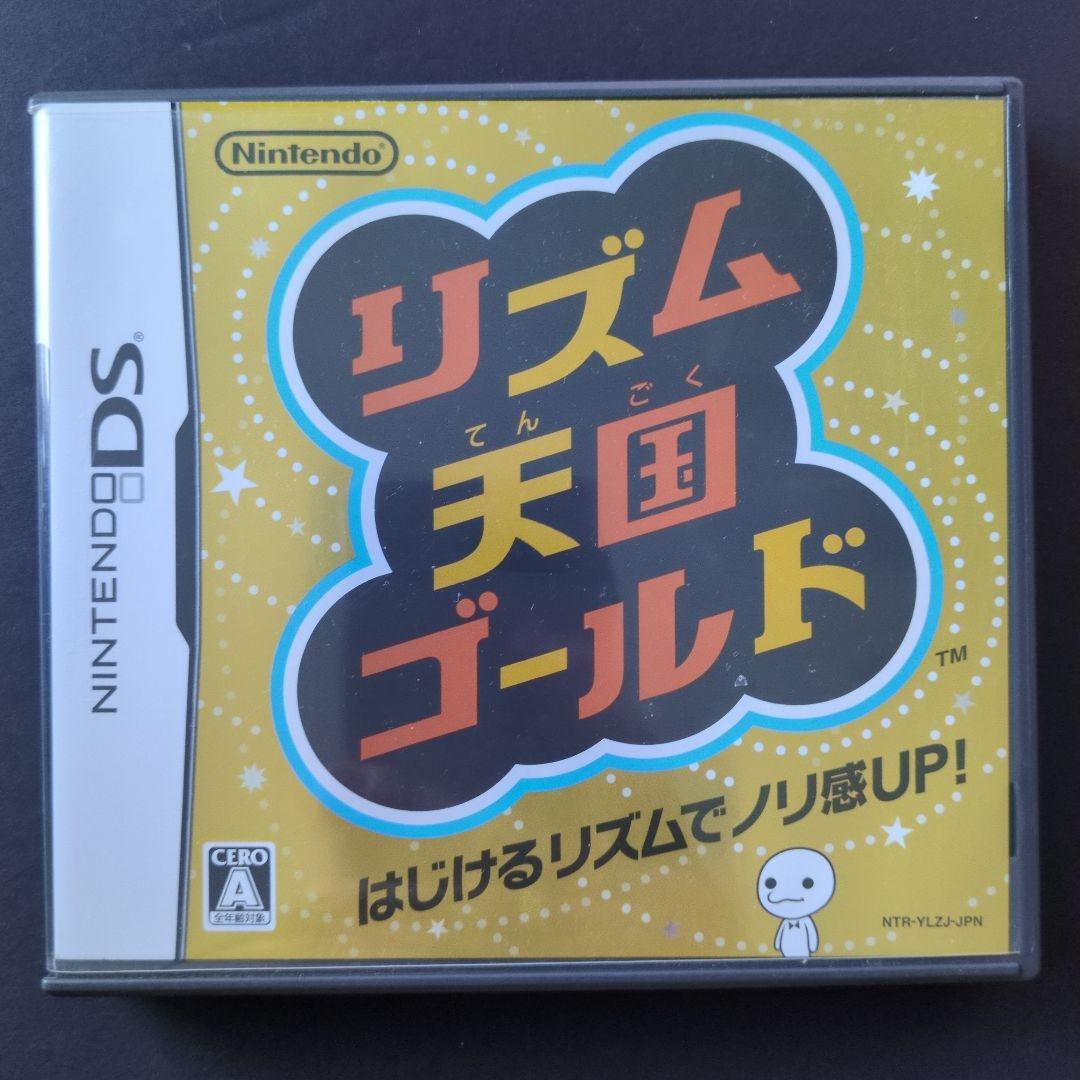 Nintendo®
NINTENDO DS®
リズム
てんごく
天国
ゴールド
TM
はじけるリズムでノリ感UP!
CERO
A
全年齢対象
NTR-YLZJ-JPN